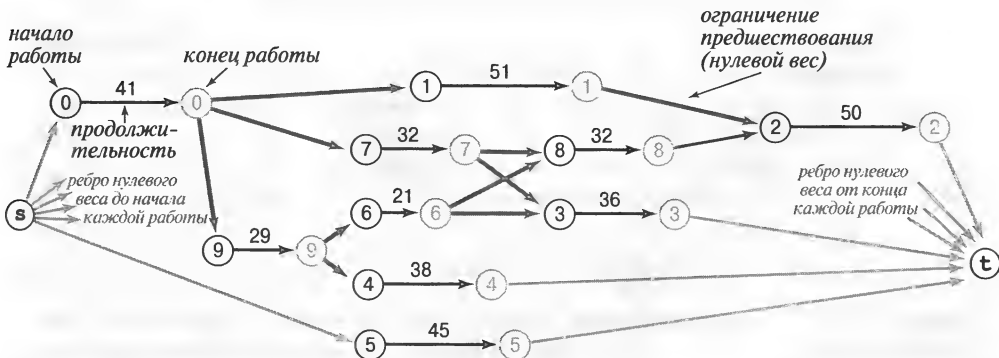 начало
работы
конец работы
ограничение
предшествования
(нулевой вес)
0 41 0
продолжи-
тельность
1 51 1
2 50 2
7 32 7
8 32 8
s
ребро нулевого
веса до начала
каждой работы
6 21 6
3 36 3
ребро нулевого
веса от конца
каждой работы
9 29 9
t
4 38 4
5 45 5